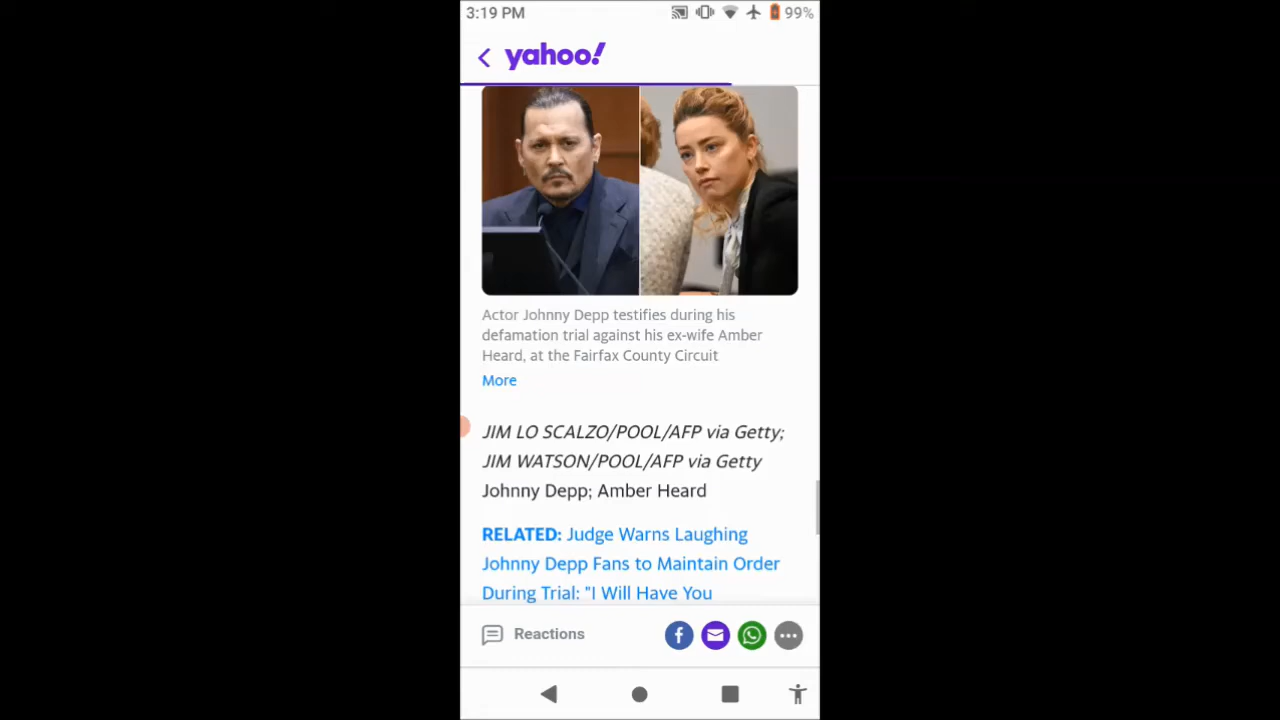 3:19 PM
99%
yahoo!
Actor Johnny Depp testifies during his
defamation trial against his ex-wife Amber
Heard, at the Fairfax County Circuit
More
JIM LO SCALZO/POOL/AFP via Getty;
JIM WATSON/POOL/AFP via Getty
Johnny Depp; Amber Heard
RELATED: Judge Warns Laughing
Johnny Depp Fans to Maintain Order
During Trial: "I Will Have You
Reactions